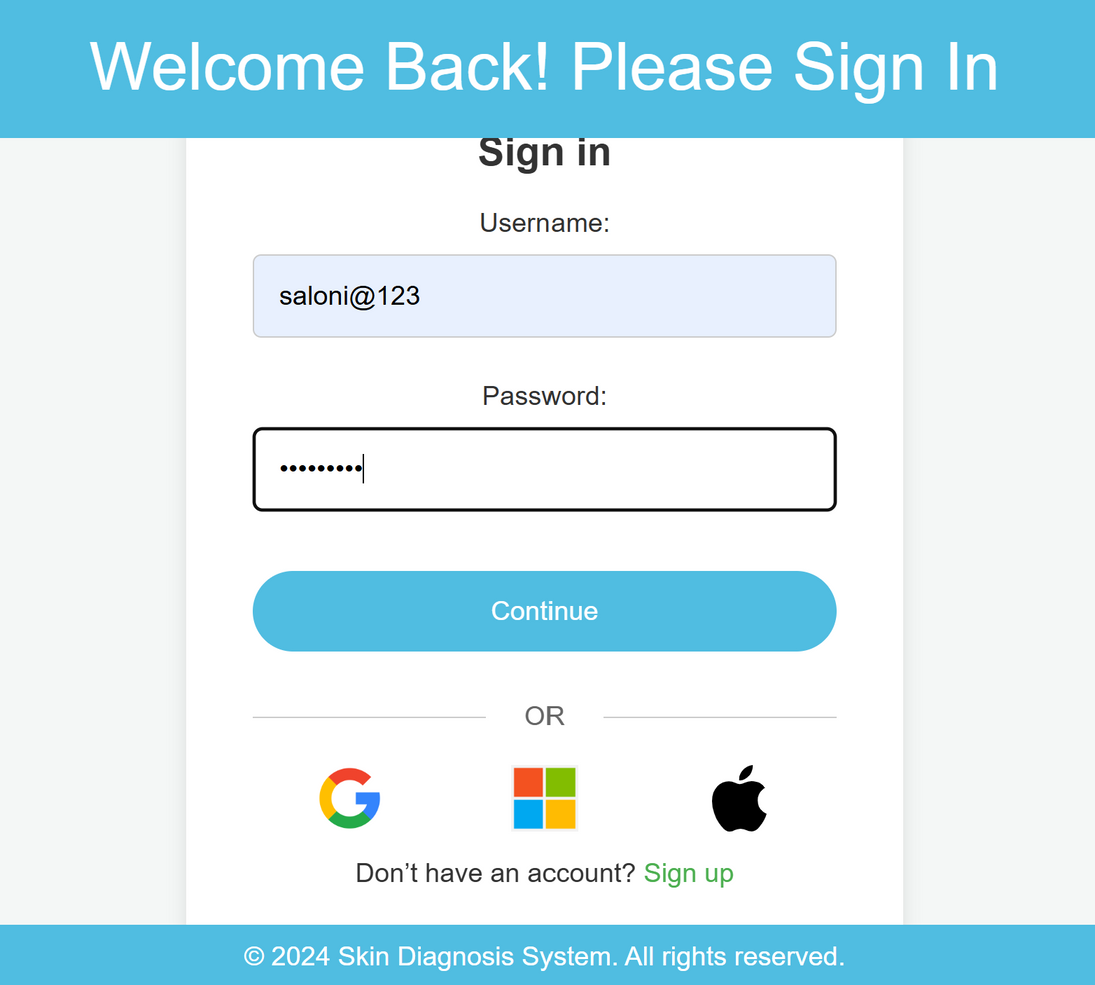 Welcome Back! Please Sign In
Sign in
Username:
saloni@123
Password:
•••••••••
Continue
OR
Don’t have an account? Sign up
© 2024 Skin Diagnosis System. All rights reserved.